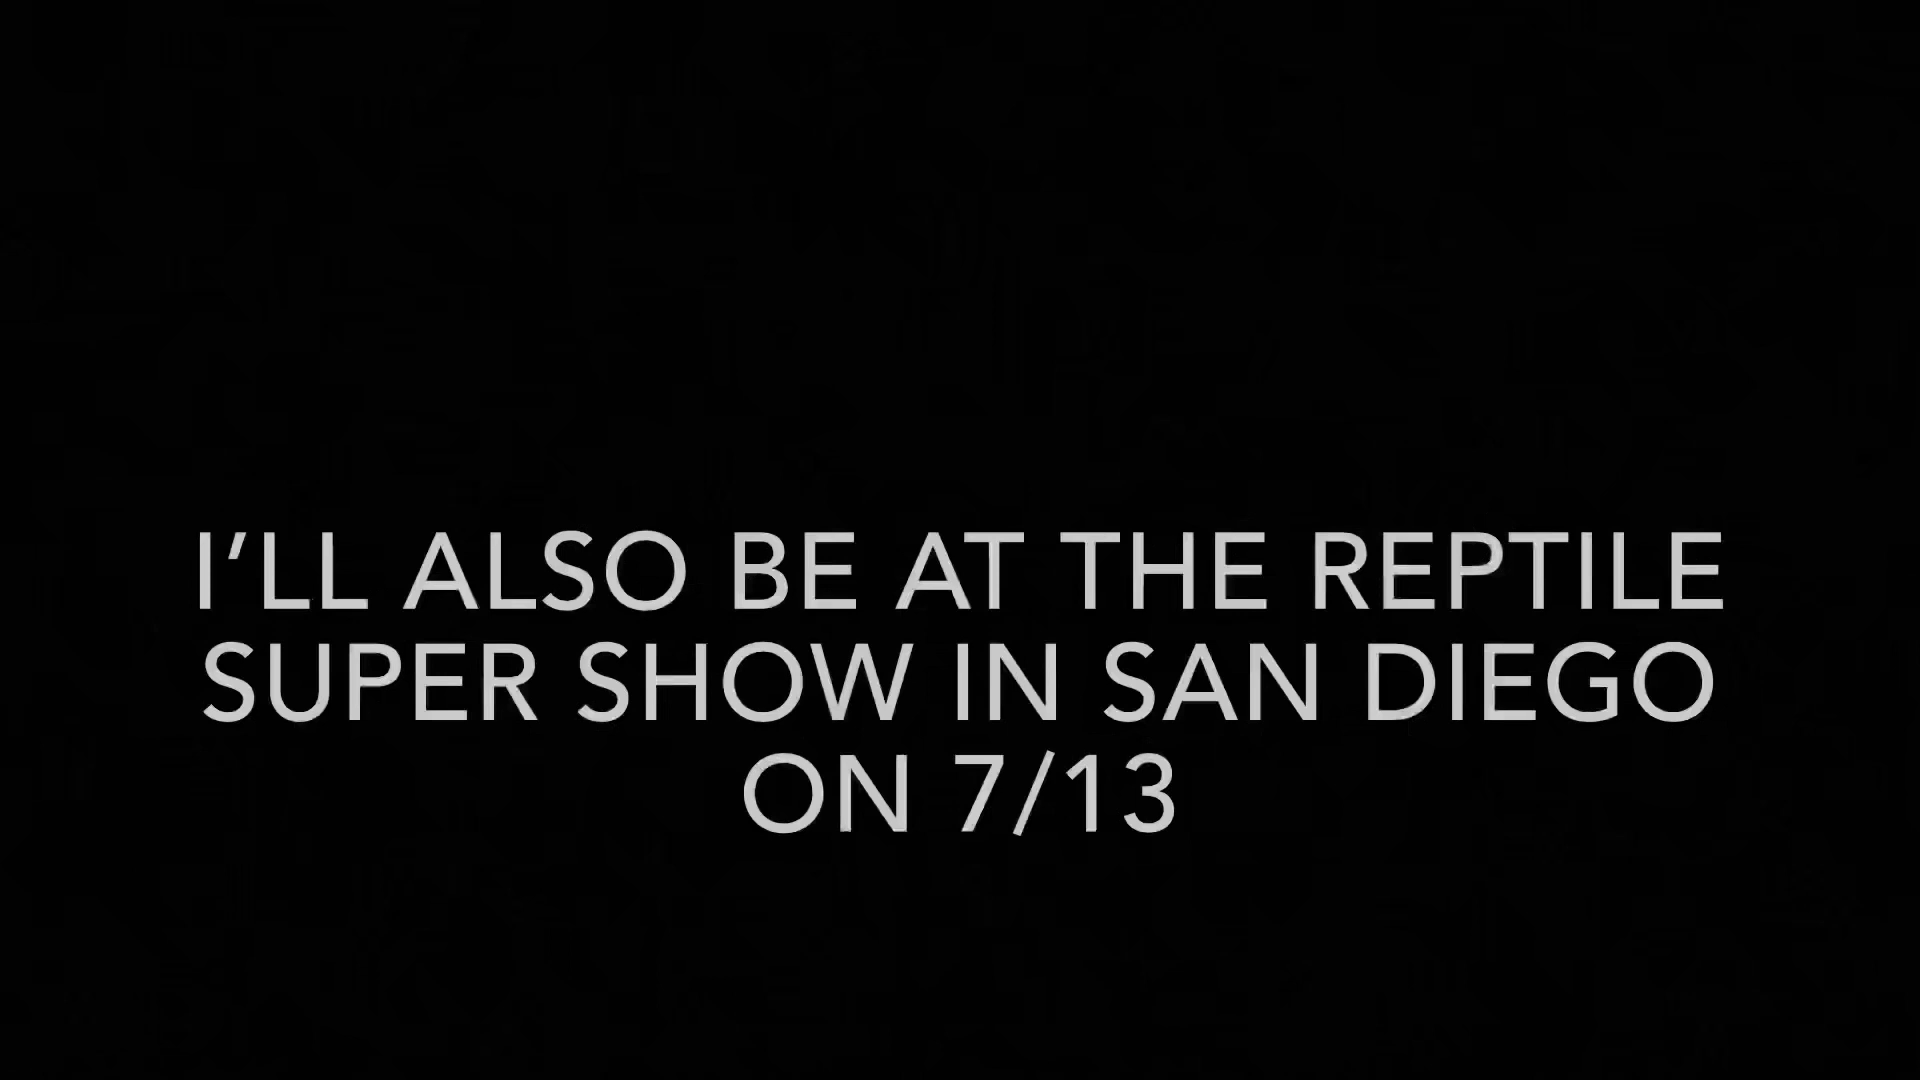 I’LL ALSO BE AT THE REPTILE
SUPER SHOW IN SAN DIEGO
ON 7/13